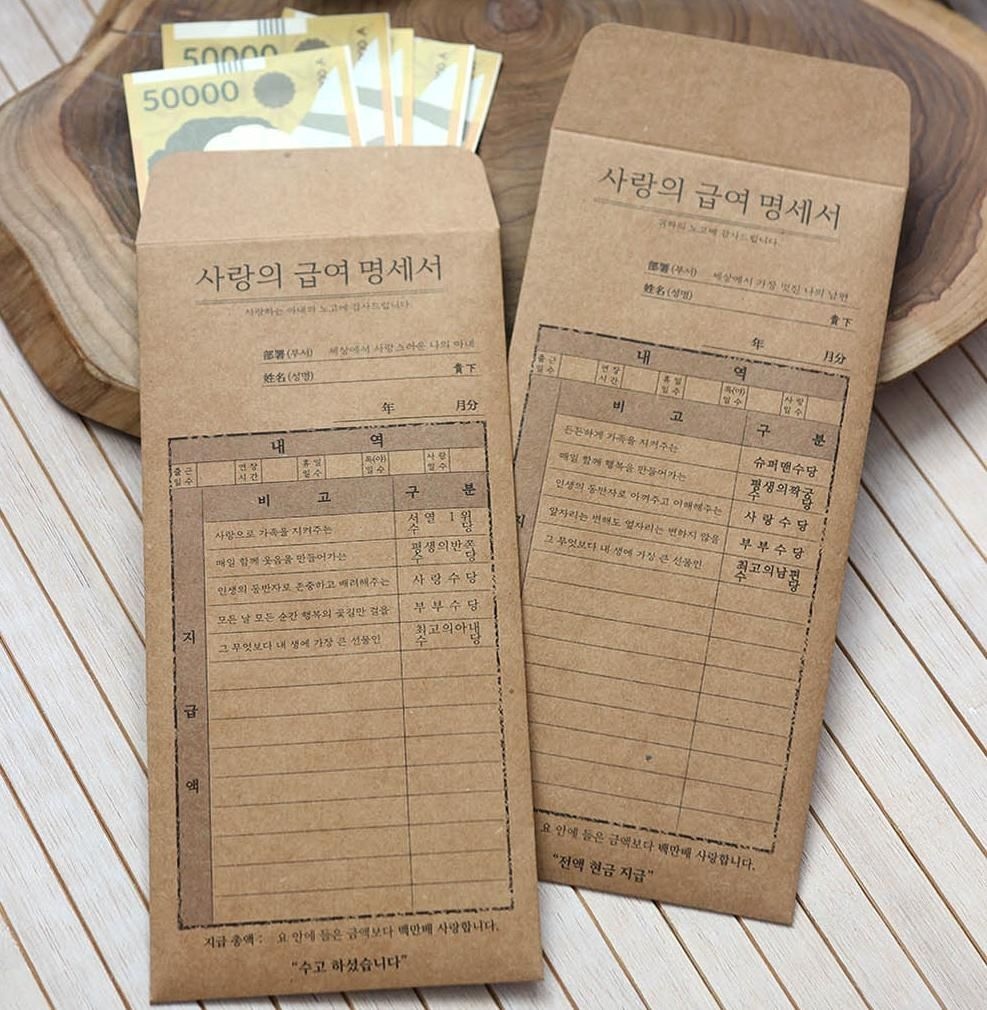 50000
50000
사랑의 급여 명세서
사랑하는 아내의 노고에 감사드립니다.
部署(부서) 세상에서 사랑스러운 나의 아내
姓名(성명) 貴下
年 月分
내 역
출근일수 연장시간 휴일일수 특(야)일수 사랑일수
비 고 구 분
사랑으로 가족을 지켜주는 서열 1위 수당
매일 함께 웃음을 만들어가는 평생의반쪽 수당
인생의 동반자로 존중하고 배려해주는 사랑수당
모든 날 모든 순간 행복의 꽃길만 걸을 부부수당
그 무엇보다 내 생에 가장 큰 선물인 최고의아내 수당
지 급 액
지급 총액 : 요 안에 들은 금액보다 백만배 사랑합니다.
"수고 하셨습니다"
사랑의 급여 명세서
귀하의 노고에 감사드립니다.
部署(부서) 세상에서 가장 멋진 나의 남편
姓名(성명) 貴下
年 月分
내 역
출근일수 연장시간 휴일일수 특(야)일수 사랑일수
비 고 구 분
든든하게 가족을 지켜주는 슈퍼맨수당
매일 함께 행복을 만들어가는 평생의짝궁 수당
인생의 동반자로 아껴주고 이해해주는 사랑수당
앞자리는 변해도 옆자리는 변하지 않을 부부수당
그 무엇보다 내 생에 가장 큰 선물인 최고의남편 수당
지
요 안에 들은 금액보다 백만배 사랑합니다.
"전액 현금 지급"